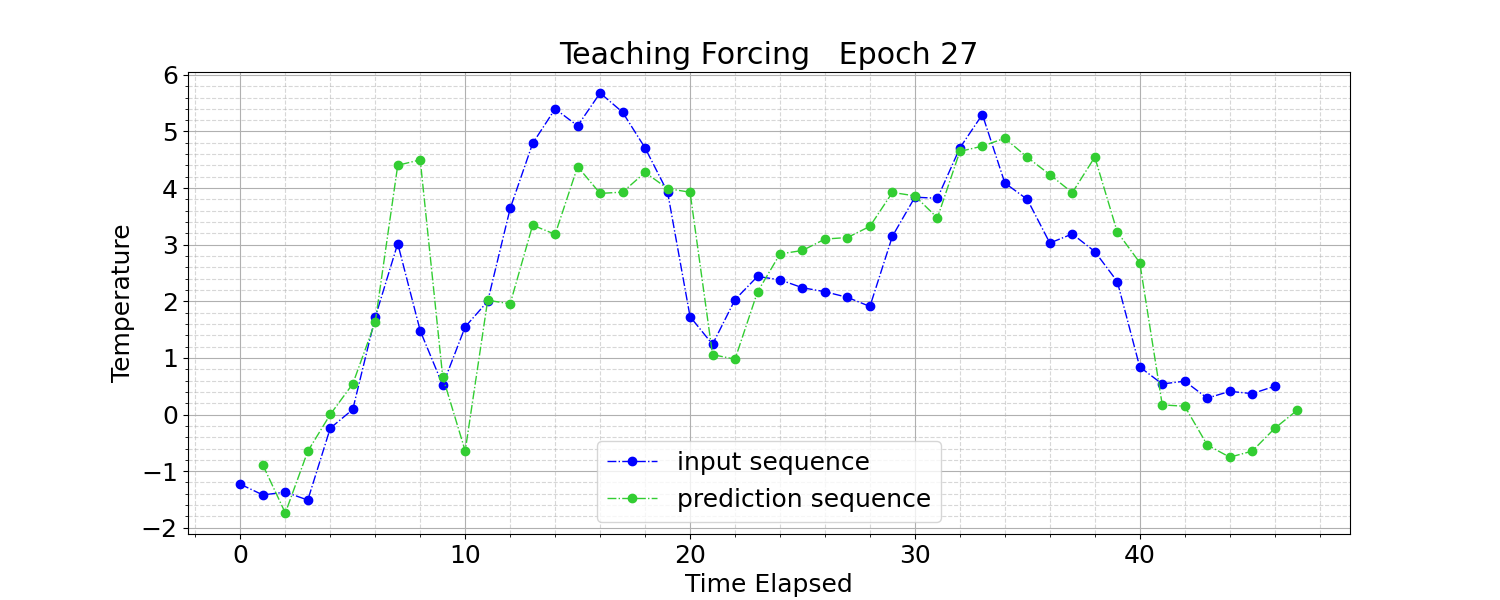 Teaching Forcing   Epoch 27
Temperature
6
5
4
3
2
1
0
−1
−2
input sequence
prediction sequence
0 10 20 30 40
Time Elapsed